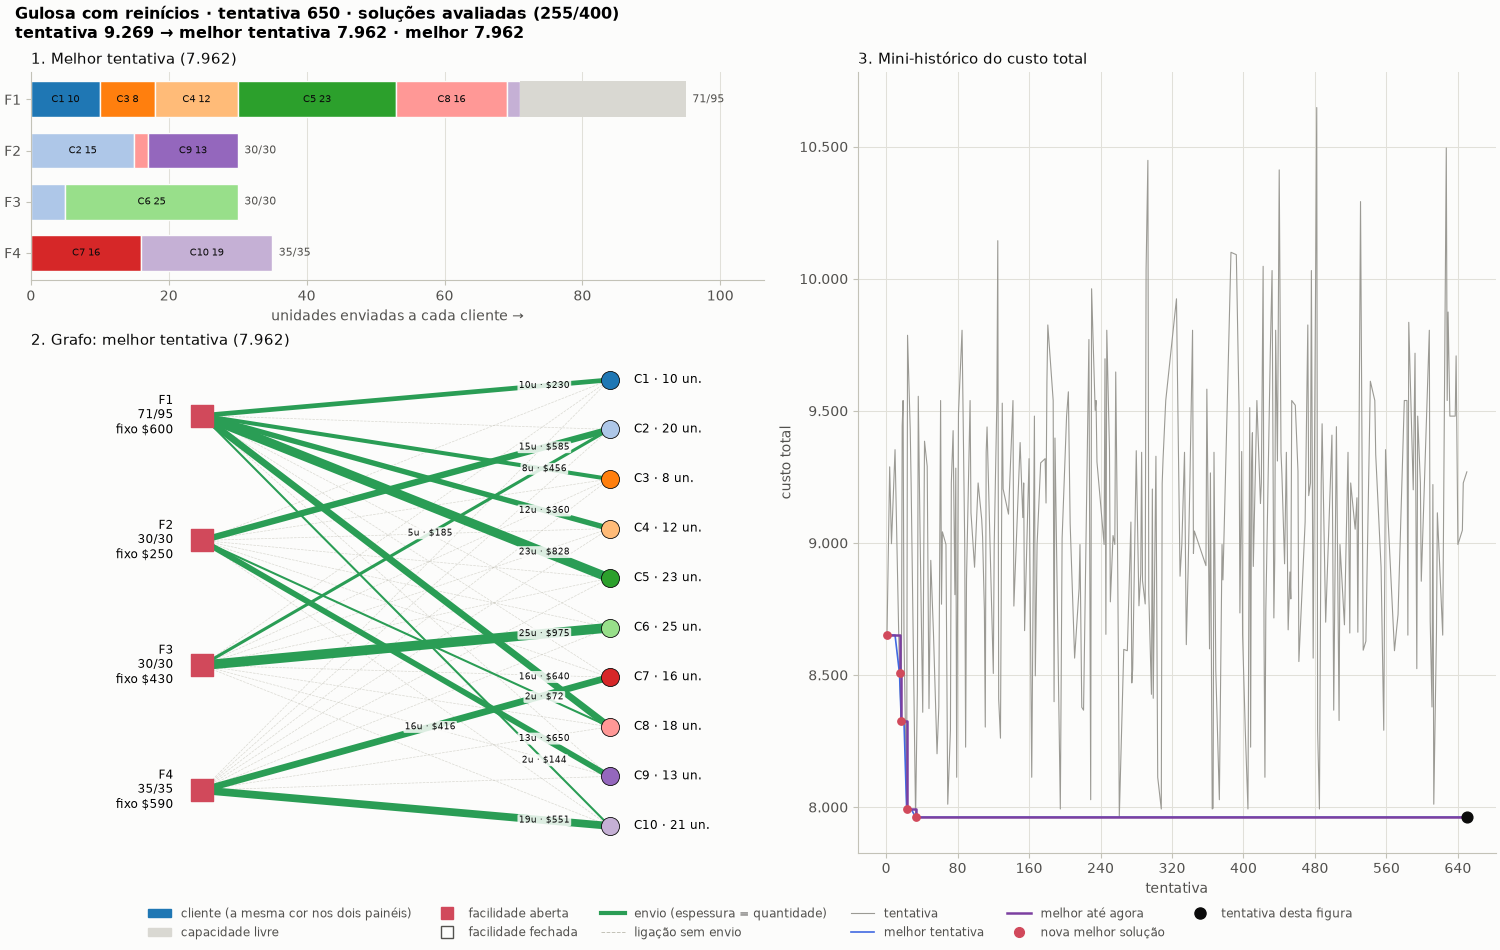 Gulosa com reinícios · tentativa 650 · soluções avaliadas (255/400)
tentativa 9.269 → melhor tentativa 7.962 · melhor 7.962
1. Melhor tentativa (7.962)
F1
C1 10
C3 8
C4 12
C5 23
C8 16
71/95
F2
C2 15
C9 13
30/30
F3
C6 25
30/30
F4
C7 16
C10 19
35/35
0
20
40
60
80
100
unidades enviadas a cada cliente →
2. Grafo: melhor tentativa (7.962)
F1
71/95
fixo $600
F2
30/30
fixo $250
F3
30/30
fixo $430
F4
35/35
fixo $590
10u · $230
15u · $585
8u · $456
12u · $360
5u · $185
23u · $828
25u · $975
16u · $640
2u · $72
16u · $416
13u · $650
2u · $144
19u · $551
C1 · 10 un.
C2 · 20 un.
C3 · 8 un.
C4 · 12 un.
C5 · 23 un.
C6 · 25 un.
C7 · 16 un.
C8 · 18 un.
C9 · 13 un.
C10 · 21 un.
3. Mini-histórico do custo total
custo total
10.500
10.000
9.500
9.000
8.500
8.000
0
80
160
240
320
400
480
560
640
tentativa
cliente (a mesma cor nos dois painéis)
capacidade livre
facilidade aberta
facilidade fechada
envio (espessura = quantidade)
ligação sem envio
tentativa
melhor tentativa
melhor até agora
nova melhor solução
tentativa desta figura